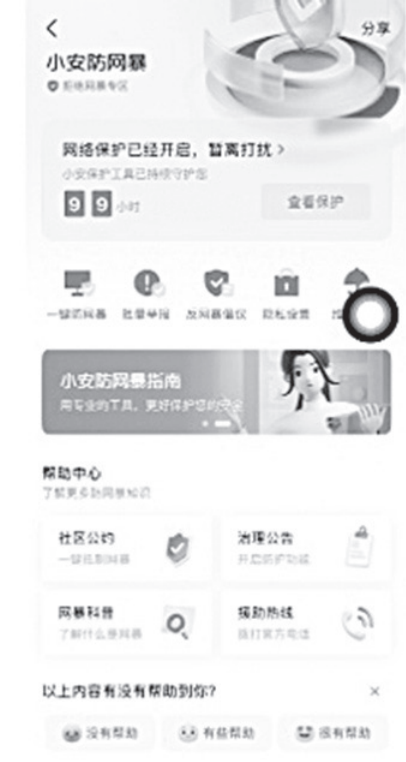 分享
小安防网暴
拒绝网暴专区
网络保护已经开启，暂离打扰
小安保护工具已持续守护您
99小时
查看保护
一键防网暴 批量举报 反网暴倡议 隐私设置
小安防网暴指南
用专业的工具，更好保护您的安全
帮助中心
了解更多防网暴知识
社区公约
一键抵制网暴
治理公告
开启防护功能
网暴科普
了解什么是网暴
援助热线
拨打官方电话
以上内容有没有帮助到你？
没有帮助 有些帮助 很有帮助